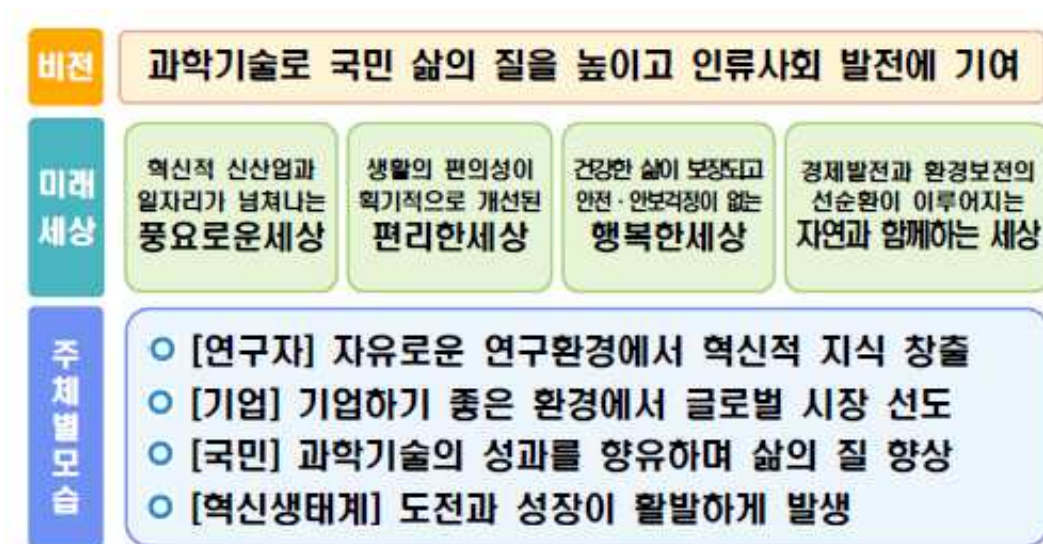 비전
과학기술로 국민 삶의 질을 높이고 인류사회 발전에 기여
미래
세상
혁신적 신산업과
일자리가 넘쳐나는
풍요로운세상
생활의 편의성이
획기적으로 개선된
편리한세상
건강한 삶이 보장되고
안전·안보걱정이 없는
행복한세상
경제발전과 환경보전의
선순환이 이루어지는
자연과 함께하는 세상
주체별모습
[연구자] 자유로운 연구환경에서 혁신적 지식 창출
[기업] 기업하기 좋은 환경에서 글로벌 시장 선도
[국민] 과학기술의 성과를 향유하며 삶의 질 향상
[혁신생태계] 도전과 성장이 활발하게 발생